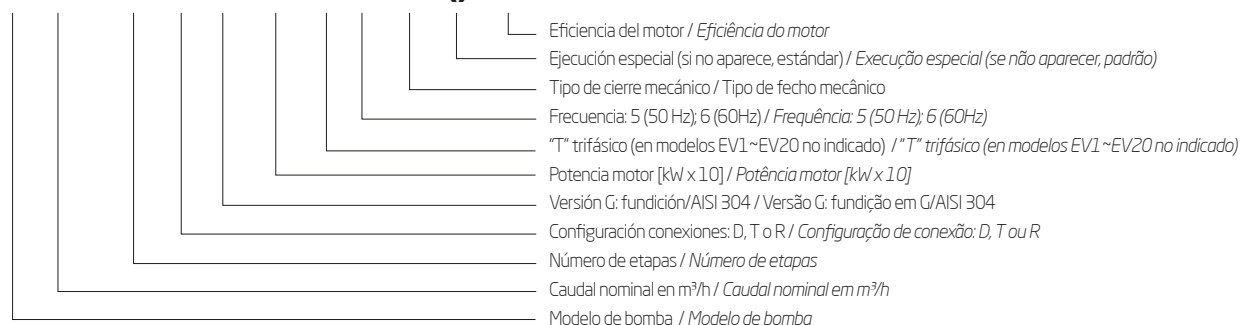 Eficiencia del motor / Eficiência do motor
Ejecución especial (si no aparece, estándar) / Execução especial (se não aparecer, padrão)
Tipo de cierre mecánico / Tipo de fecho mecânico
Frecuencia: 5 (50 Hz); 6 (60Hz) / Frequência: 5 (50 Hz); 6 (60Hz)
"T" trifásico (en modelos EV1~EV20 no indicado) / "T" trifásico (en modelos EV1~EV20 no indicado)
Potencia motor [kW x 10] / Potência motor [kW x 10]
Versión G: fundición/AISI 304 / Versão G: fundição em G/AISI 304
Configuración conexiones: D, T o R / Configuração de conexão: D, T ou R
Número de etapas / Número de etapas
Caudal nominal en m³/h / Caudal nominal em m³/h
Modelo de bomba / Modelo de bomba